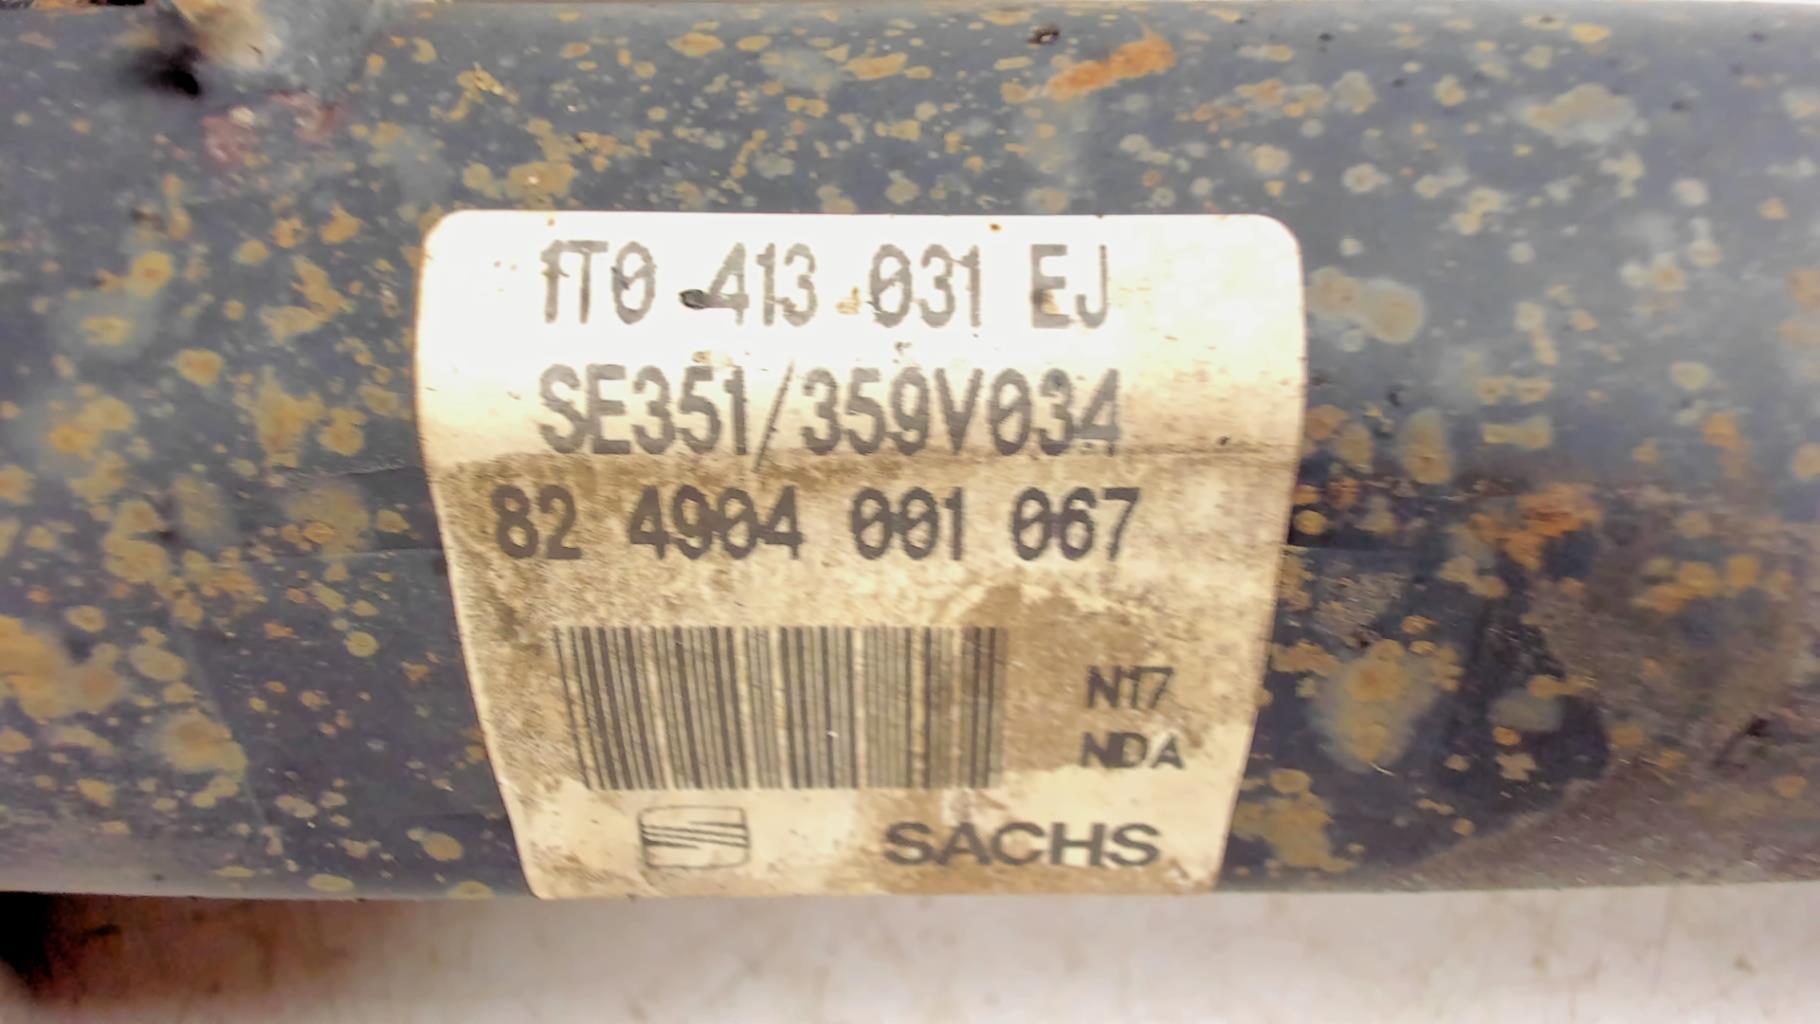 1T0 413 031 EJ
SE351/359V034
82 4904 001 067
N17
NDA
SACHS